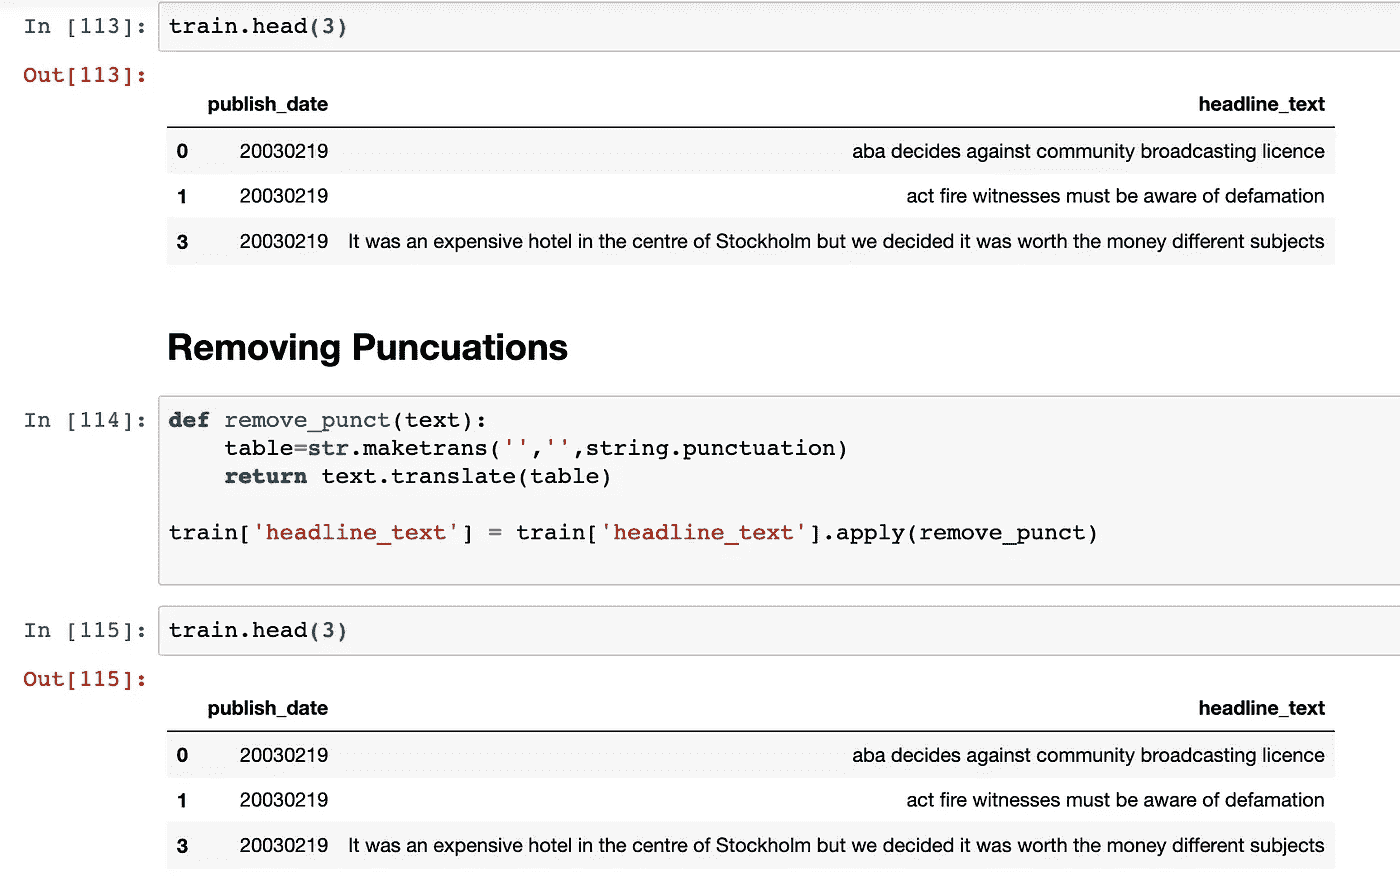 In [113]: train.head(3)
Out[113]:
publish_date headline_text
0 20030219 aba decides against community broadcasting licence
1 20030219 act fire witnesses must be aware of defamation
3 20030219 It was an expensive hotel in the centre of Stockholm but we decided it was worth the money different subjects
Removing Puncuations
In [114]: def remove_punct(text):
table=str.maketrans('','',string.punctuation)
return text.translate(table)
train['headline_text'] = train['headline_text'].apply(remove_punct)
In [115]: train.head(3)
Out[115]:
publish_date headline_text
0 20030219 aba decides against community broadcasting licence
1 20030219 act fire witnesses must be aware of defamation
3 20030219 It was an expensive hotel in the centre of Stockholm but we decided it was worth the money different subjects